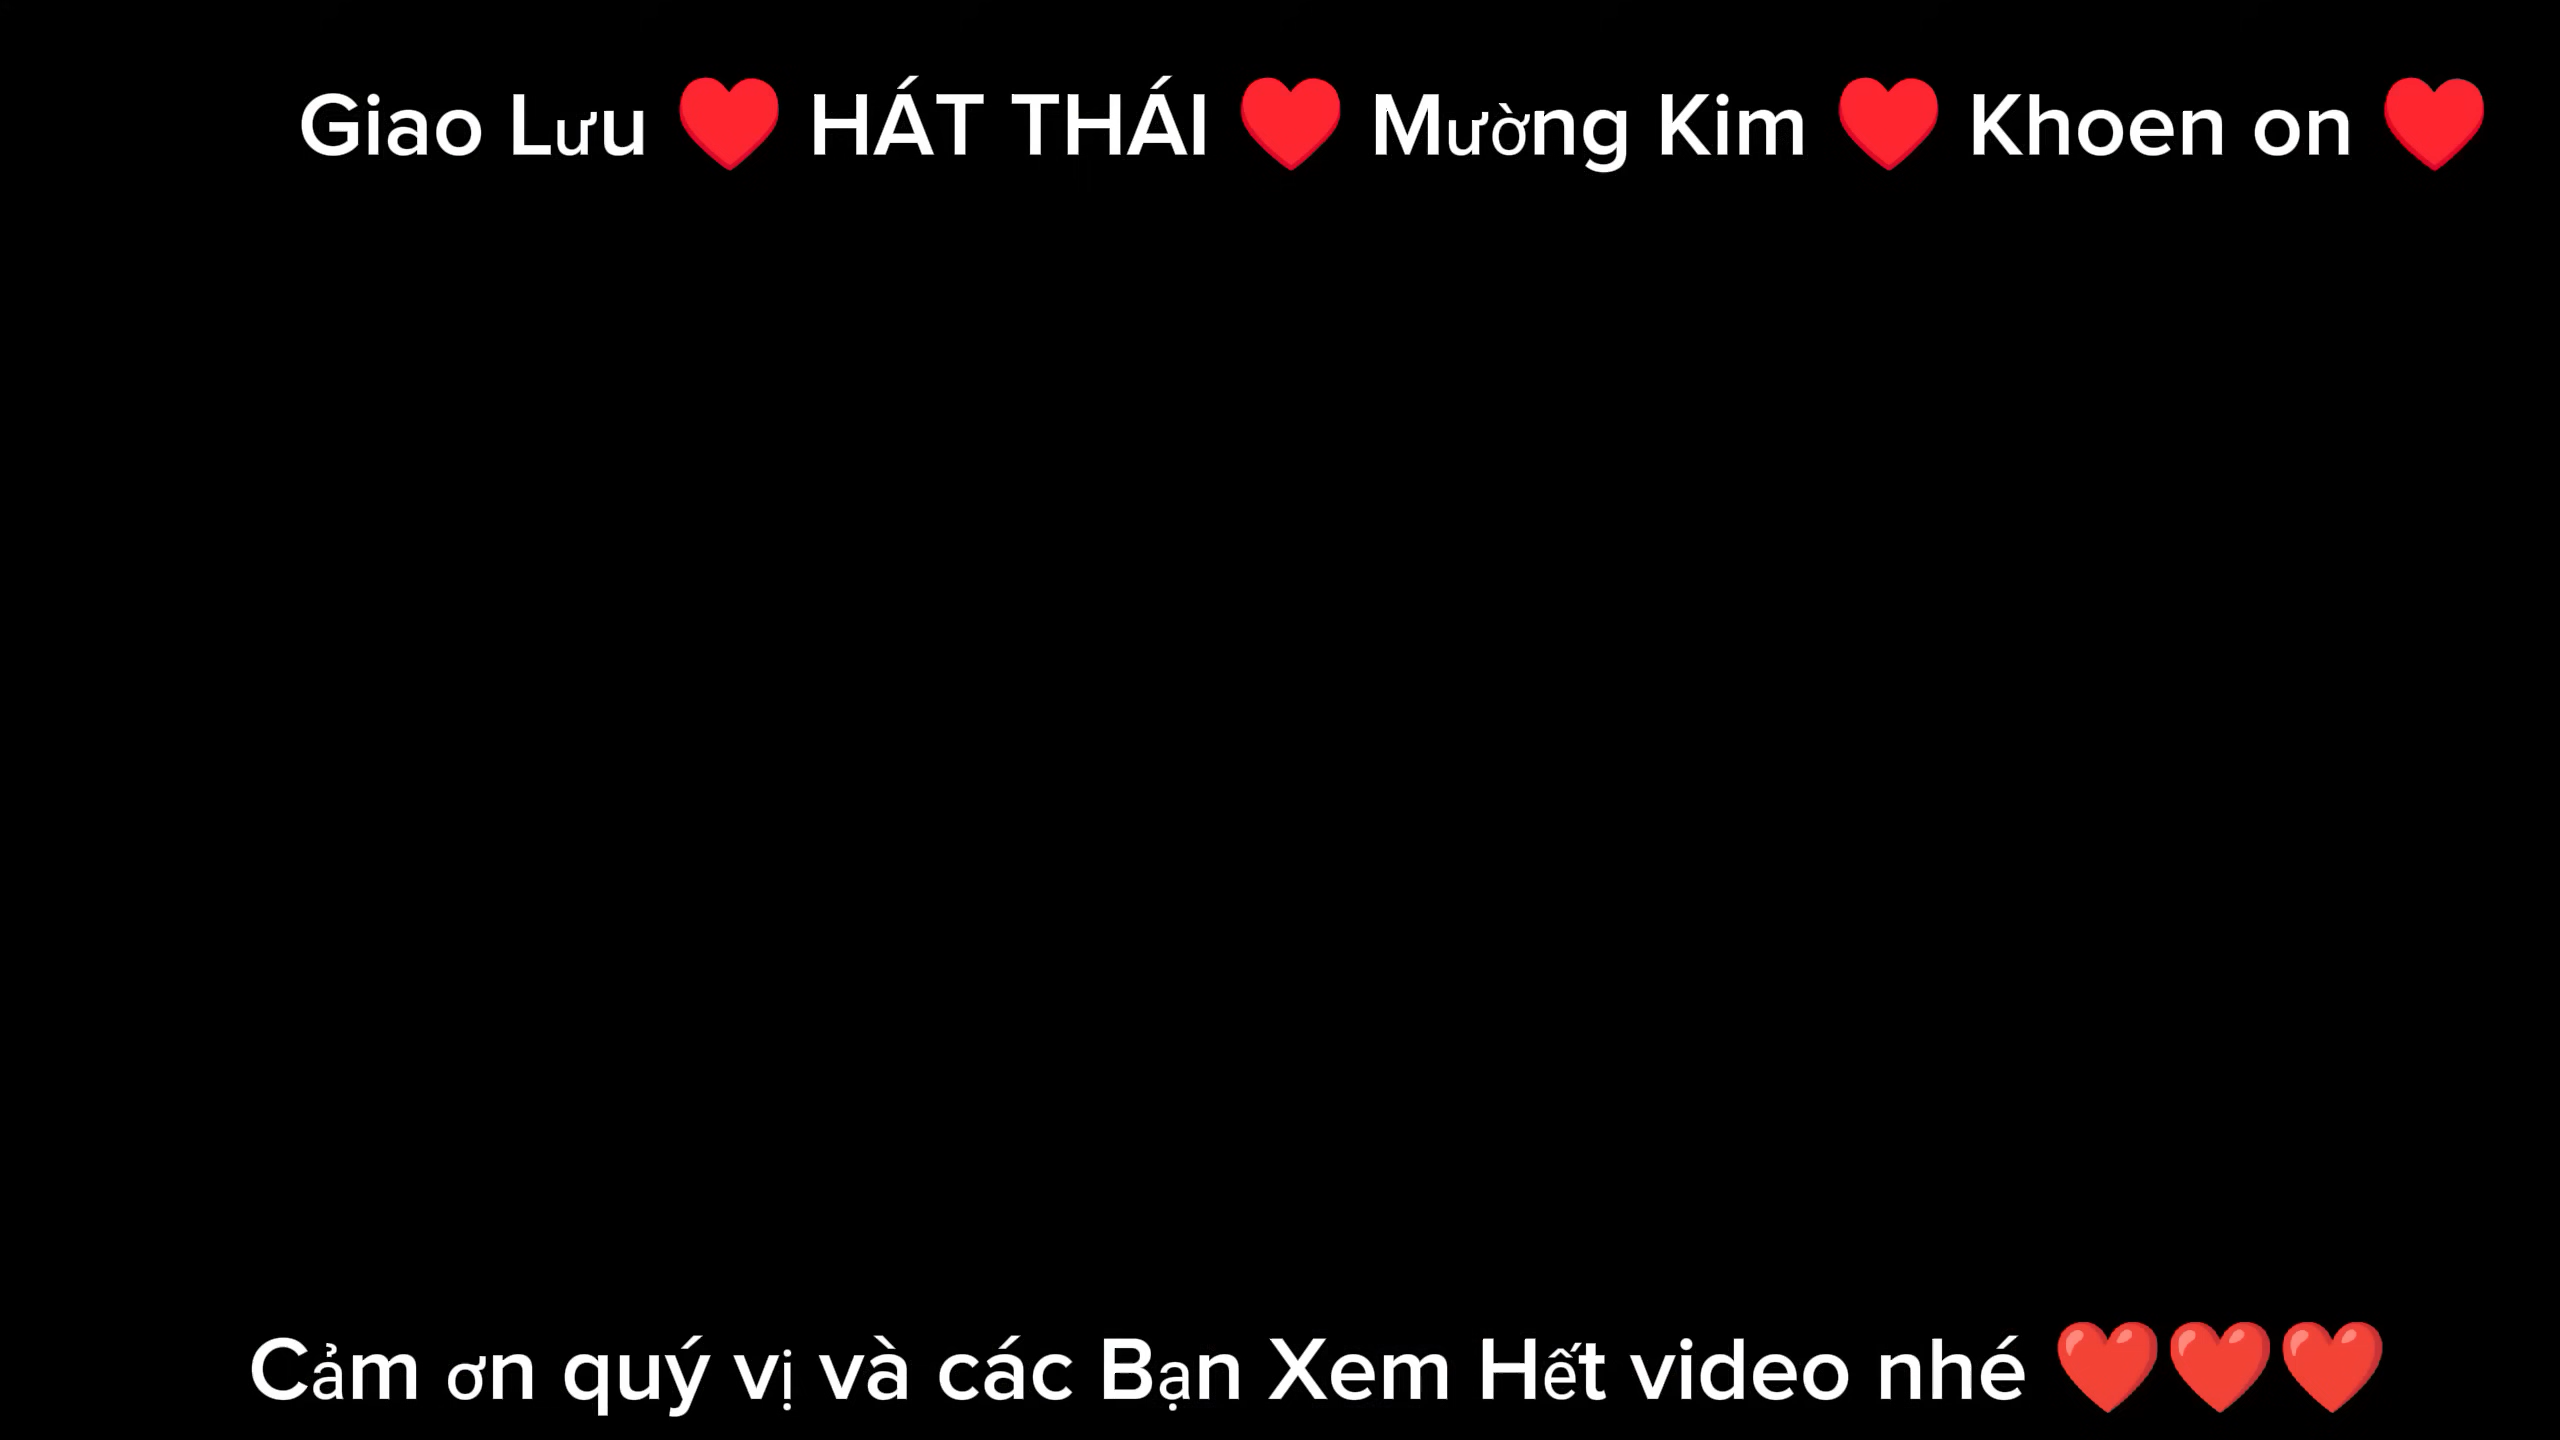 Giao Lưu ♥️ HÁT THÁI ♥️ Mường Kim ♥️ Khoen on ♥️
Cảm ơn quý vị và các Bạn Xem Hết video nhé ❤️❤️❤️